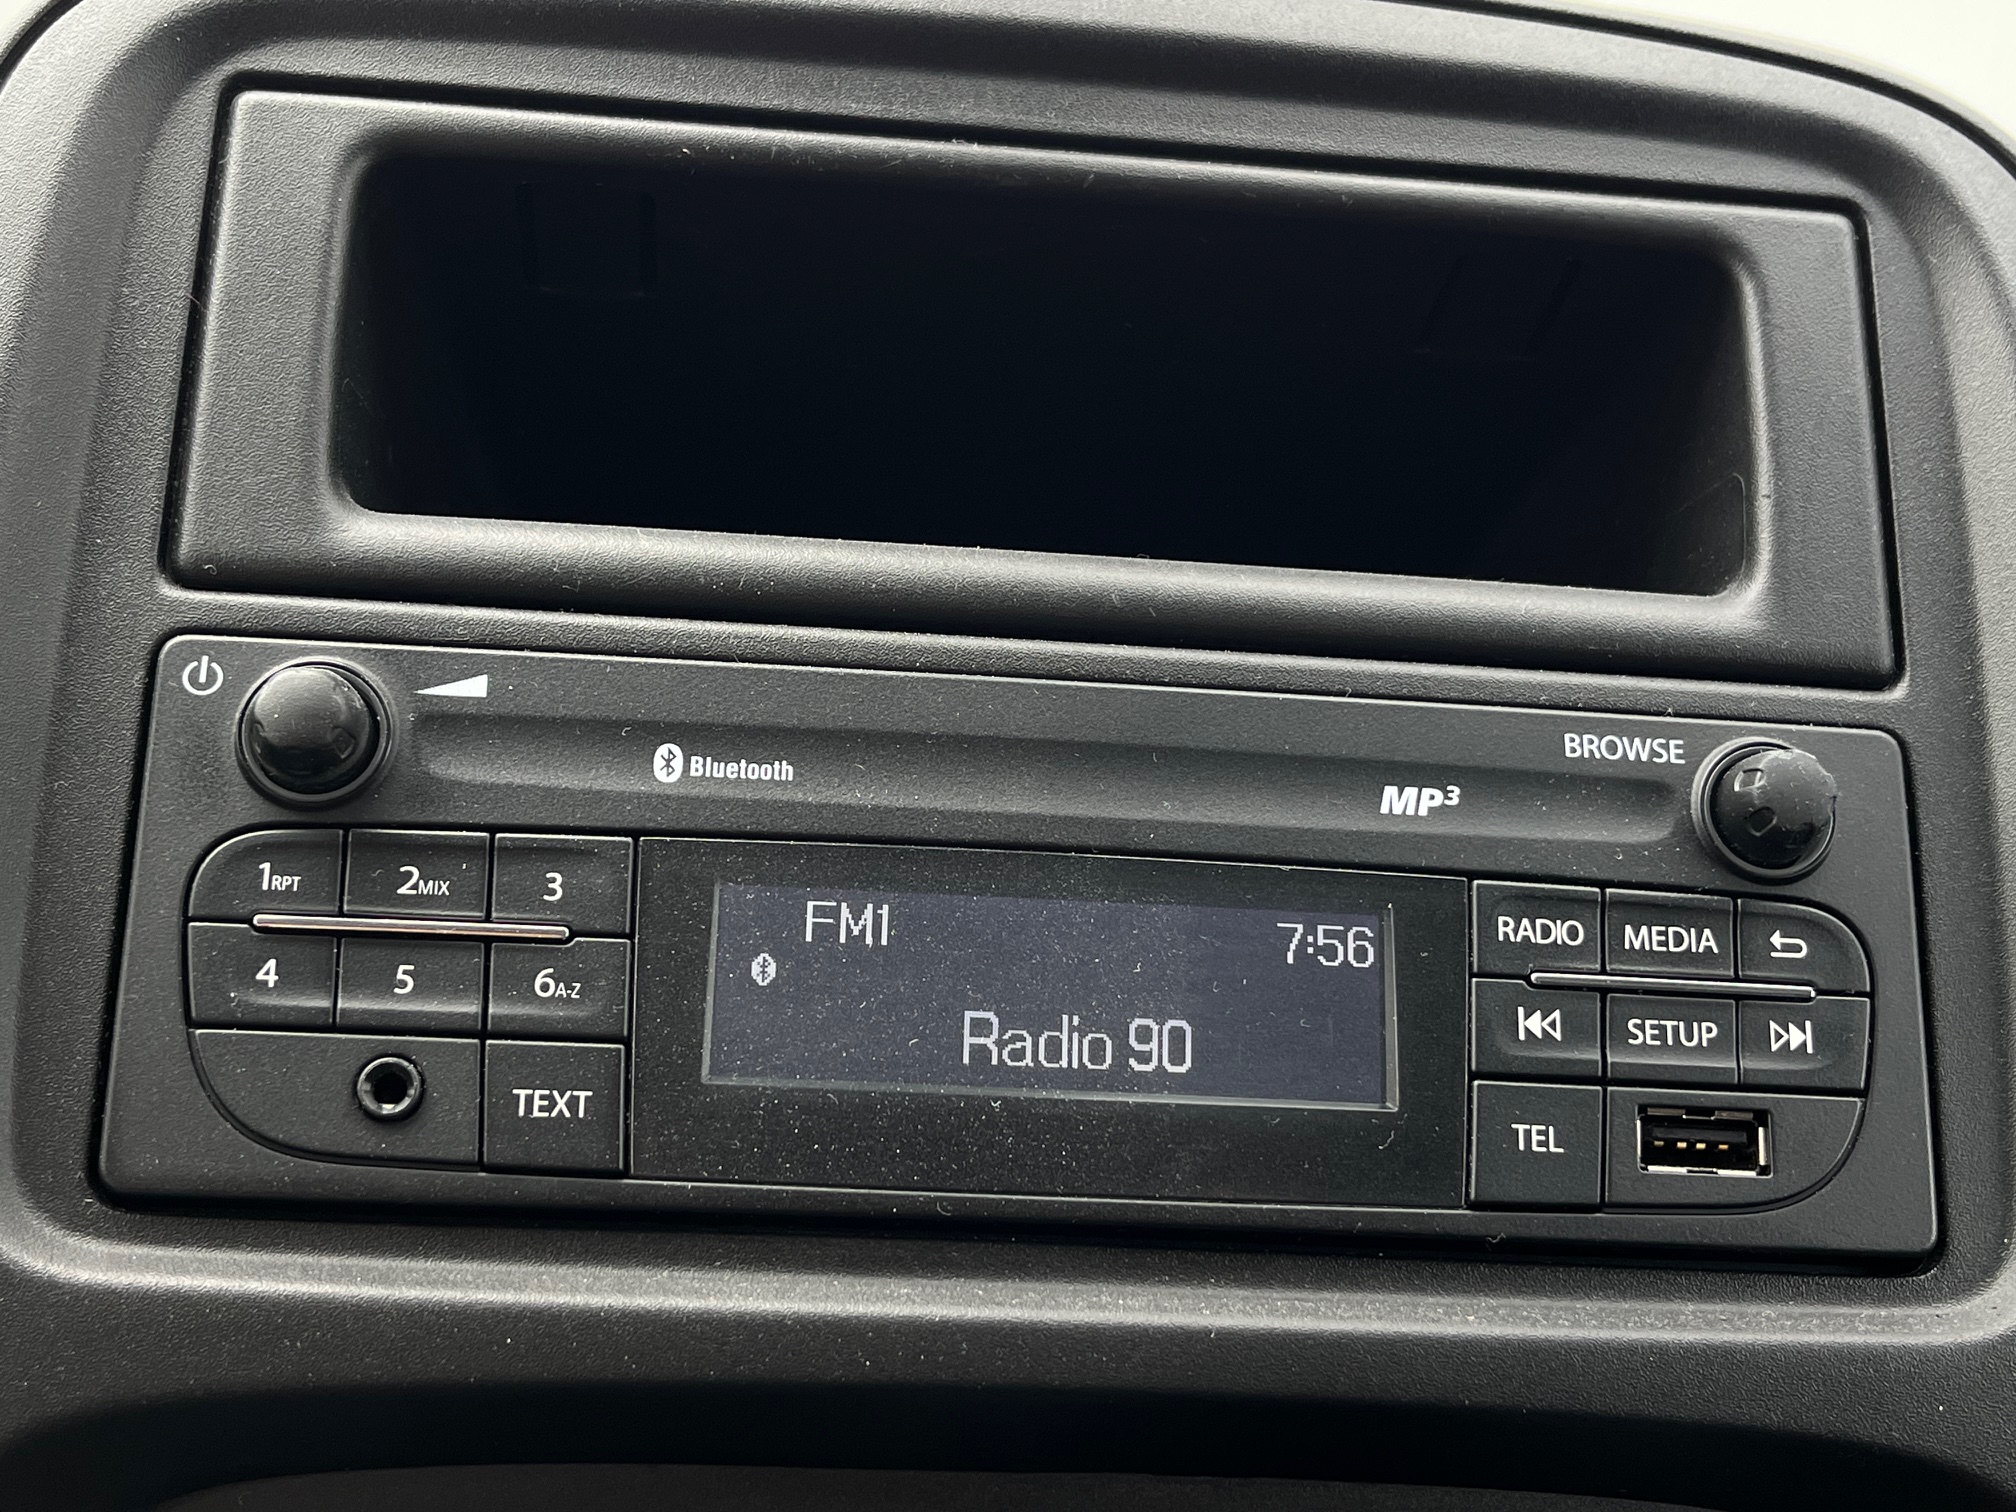 Bluetooth
MP3
BROWSE
1RPT
2MIX
3
4
5
6A-Z
TEXT
FM1
7:56
Radio 90
RADIO
MEDIA
SETUP
TEL